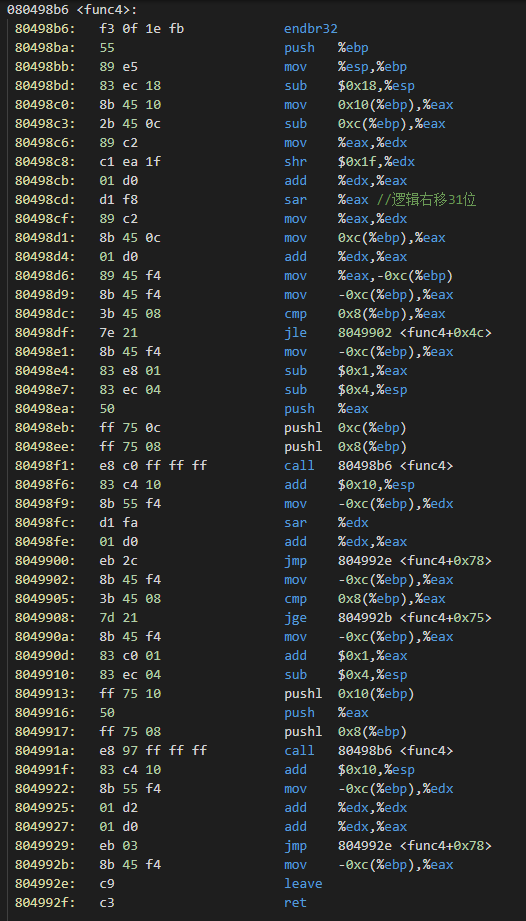 080498b6 <func4>:
80498b6: f3 0f 1e fb endbr32
80498ba: 55 push %ebp
80498bb: 89 e5 mov %esp,%ebp
80498bd: 83 ec 18 sub $0x18,%esp
80498c0: 8b 45 10 mov 0x10(%ebp),%eax
80498c3: 2b 45 0c sub 0xc(%ebp),%eax
80498c6: 89 c2 mov %eax,%edx
80498c8: c1 ea 1f shr $0x1f,%edx
80498cb: 01 d0 add %edx,%eax
80498cd: d1 f8 sar %eax //逻辑右移31位
80498cf: 89 c2 mov %eax,%edx
80498d1: 8b 45 0c mov 0xc(%ebp),%eax
80498d4: 01 d0 add %edx,%eax
80498d6: 89 45 f4 mov %eax,-0xc(%ebp)
80498d9: 8b 45 f4 mov -0xc(%ebp),%eax
80498dc: 3b 45 08 cmp 0x8(%ebp),%eax
80498df: 7e 21 jle 8049902 <func4+0x4c>
80498e1: 8b 45 f4 mov -0xc(%ebp),%eax
80498e4: 83 e8 01 sub $0x1,%eax
80498e7: 83 ec 04 sub $0x4,%esp
80498ea: 50 push %eax
80498eb: ff 75 0c pushl 0xc(%ebp)
80498ee: ff 75 08 pushl 0x8(%ebp)
80498f1: e8 c0 ff ff ff call 80498b6 <func4>
80498f6: 83 c4 10 add $0x10,%esp
80498f9: 8b 55 f4 mov -0xc(%ebp),%edx
80498fc: d1 fa sar %edx
80498fe: 01 d0 add %edx,%eax
8049900: eb 2c jmp 804992e <func4+0x78>
8049902: 8b 45 f4 mov -0xc(%ebp),%eax
8049905: 3b 45 08 cmp 0x8(%ebp),%eax
8049908: 7d 21 jge 804992b <func4+0x75>
804990a: 8b 45 f4 mov -0xc(%ebp),%eax
804990d: 83 c0 01 add $0x1,%eax
8049910: 83 ec 04 sub $0x4,%esp
8049913: ff 75 10 pushl 0x10(%ebp)
8049916: 50 push %eax
8049917: ff 75 08 pushl 0x8(%ebp)
804991a: e8 97 ff ff ff call 80498b6 <func4>
804991f: 83 c4 10 add $0x10,%esp
8049922: 8b 55 f4 mov -0xc(%ebp),%edx
8049925: 01 d2 add %edx,%edx
8049927: 01 d0 add %edx,%eax
8049929: eb 03 jmp 804992e <func4+0x78>
804992b: 8b 45 f4 mov -0xc(%ebp),%eax
804992e: c9 leave
804992f: c3 ret